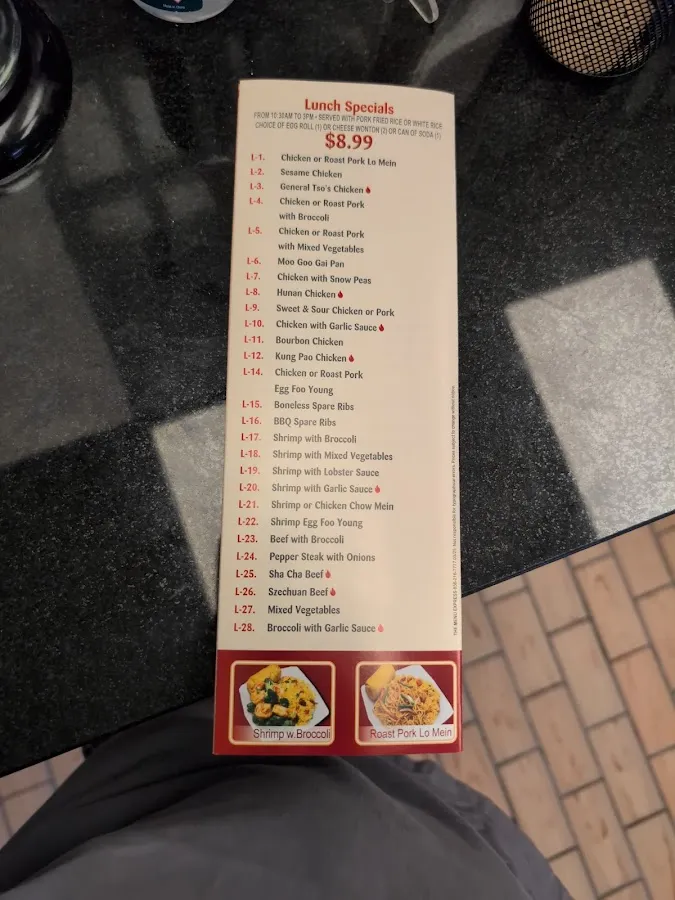 Lunch Specials
FROM 10:30AM TO 3PM • SERVED WITH PORK FRIED RICE OR WHITE RICE
CHOICE OF EGG ROLL (1) OR CHEESE WONTON (2) OR CAN OF SODA (1)
$8.99
L-1. Chicken or Roast Pork Lo Mein
L-2. Sesame Chicken
L-3. General Tso's Chicken
L-4. Chicken or Roast Pork
with Broccoli
L-5. Chicken or Roast Pork
with Mixed Vegetables
L-6. Moo Goo Gai Pan
L-7. Chicken with Snow Peas
L-8. Hunan Chicken
L-9. Sweet & Sour Chicken or Pork
L-10. Chicken with Garlic Sauce
L-11. Bourbon Chicken
L-12. Kung Pao Chicken
L-14. Chicken or Roast Pork
Egg Foo Young
L-15. Boneless Spare Ribs
L-16. BBQ Spare Ribs
L-17. Shrimp with Broccoli
L-18. Shrimp with Mixed Vegetables
L-19. Shrimp with Lobster Sauce
L-20. Shrimp with Garlic Sauce
L-21. Shrimp or Chicken Chow Mein
L-22. Shrimp Egg Foo Young
L-23. Beef with Broccoli
L-24. Pepper Steak with Onions
L-25. Sha Cha Beef
L-26. Szechuan Beef
L-27. Mixed Vegetables
L-28. Broccoli with Garlic Sauce
Shrimp w. Broccoli
Roast Pork Lo Mein
THE MENU EXPRESS